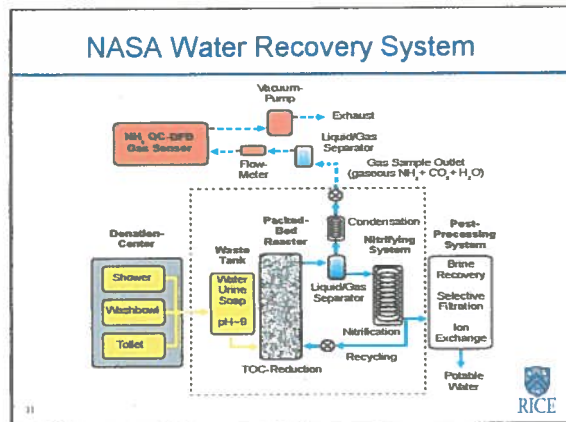 NASA Water Recovery System
Vacuum-
Pump
Exhaust
NH3 QC-DFB
Gas Sensor
Flow-
Meter
Liquid/Gas
Separator
Gas Sample Outlet
(gaseous NH3 + CO2 + H2O)
Condensation
Donation-
Center
Shower
Washbowl
Toilet
Waste
Tank
Water
Urine
Soap
pH~9
Packed-
Bed
Reactor
TOC-Reduction
Liquid/Gas
Separator
Nitrifying
System
Nitrification
Recycling
Post-
Processing
System
Brine
Recovery
Selective
Filtration
Ion
Exchange
Potable
Water
RICE